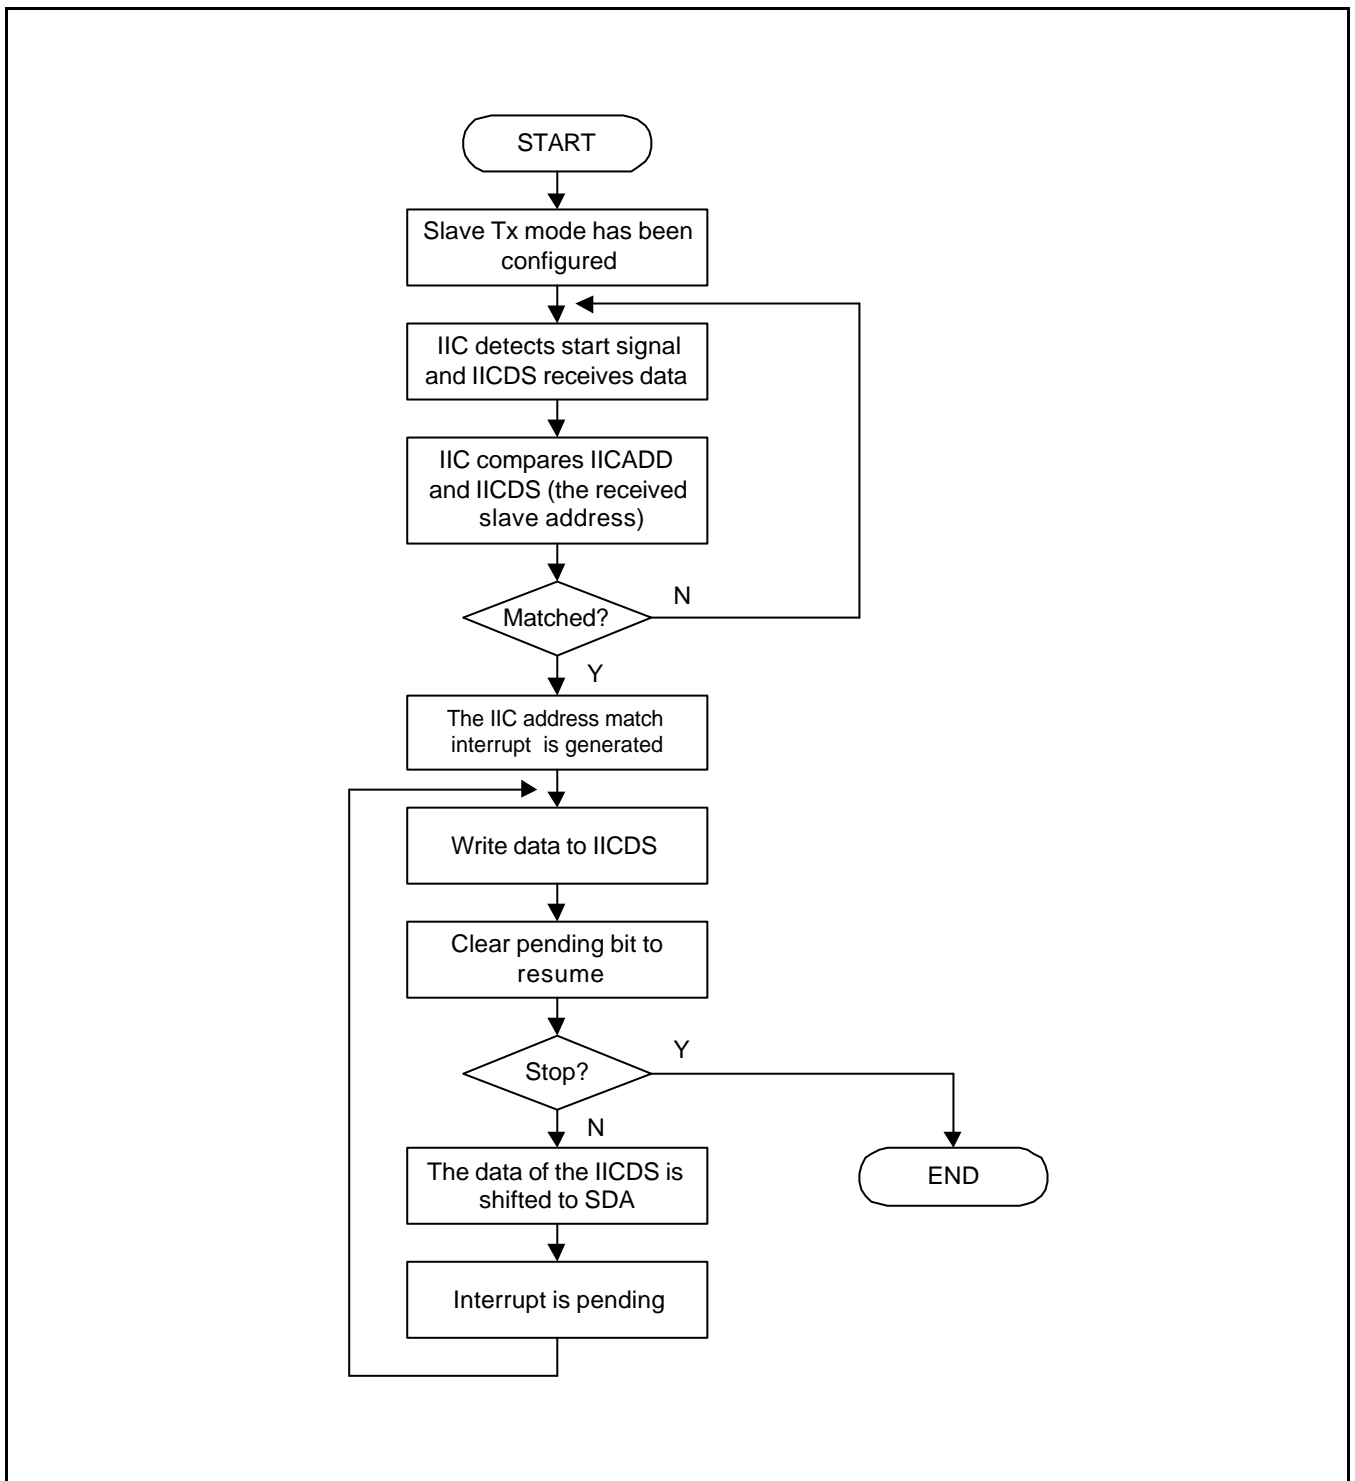 START
Slave Tx mode has been
configured
IIC detects start signal
and IICDS receives data
IIC compares IICADD
and IICDS (the received
slave address)
Matched?
N
Y
The IIC address match
interrupt is generated
Write data to IICDS
Clear pending bit to
resume
Stop?
Y
N
The data of the IICDS is
shifted to SDA
END
Interrupt is pending